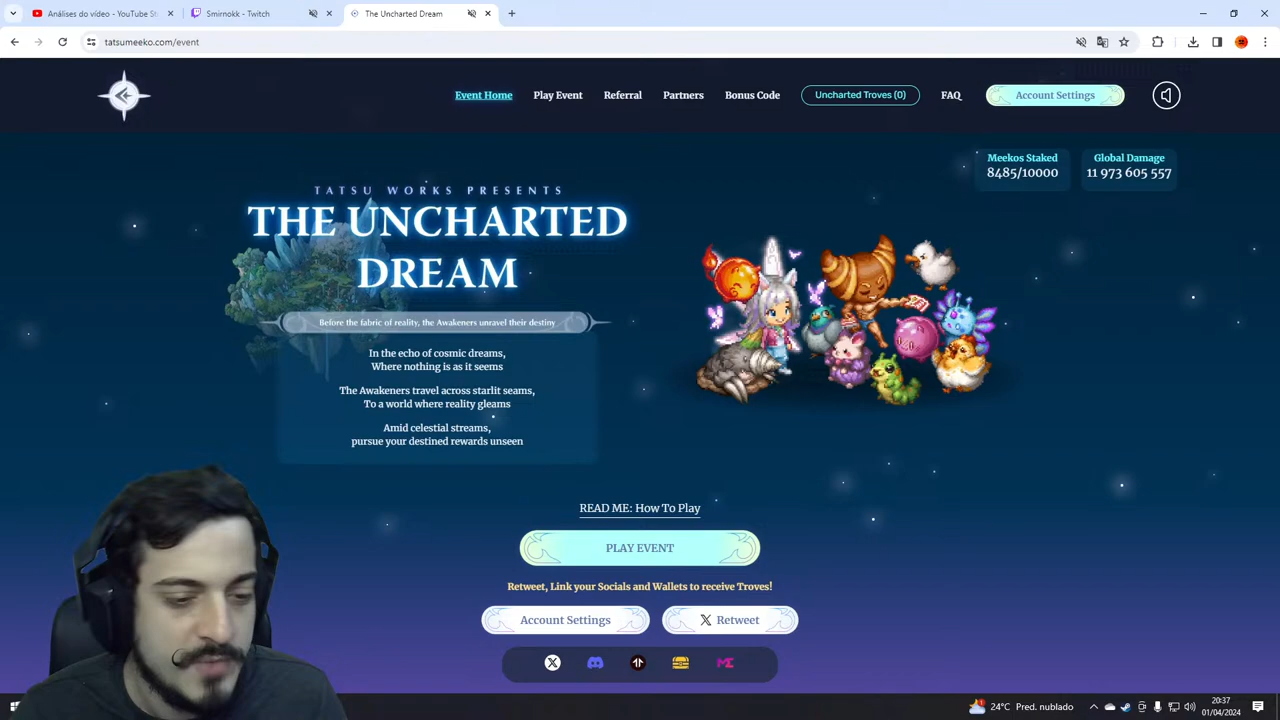 Análises do vídeo - YouTube St
Smirnokk - Twitch
The Uncharted Dream
tatsumeeko.com/event
Event Home
Play Event
Referral
Partners
Bonus Code
Uncharted Troves (0)
FAQ
Account Settings
Meekos Staked
8485/10000
Global Damage
11 973 605 557
TATSU WORKS PRESENTS
THE UNCHARTED
DREAM
Before the fabric of reality, the Awakeners unravel their destiny
In the echo of cosmic dreams,
Where nothing is as it seems
The Awakeners travel across starlit seams,
To a world where reality gleams
Amid celestial streams,
pursue your destined rewards unseen
READ ME: How To Play
PLAY EVENT
Retweet, Link your Socials and Wallets to receive Troves!
Account Settings
Retweet
24°C Pred. nublado
20:37
01/04/2024